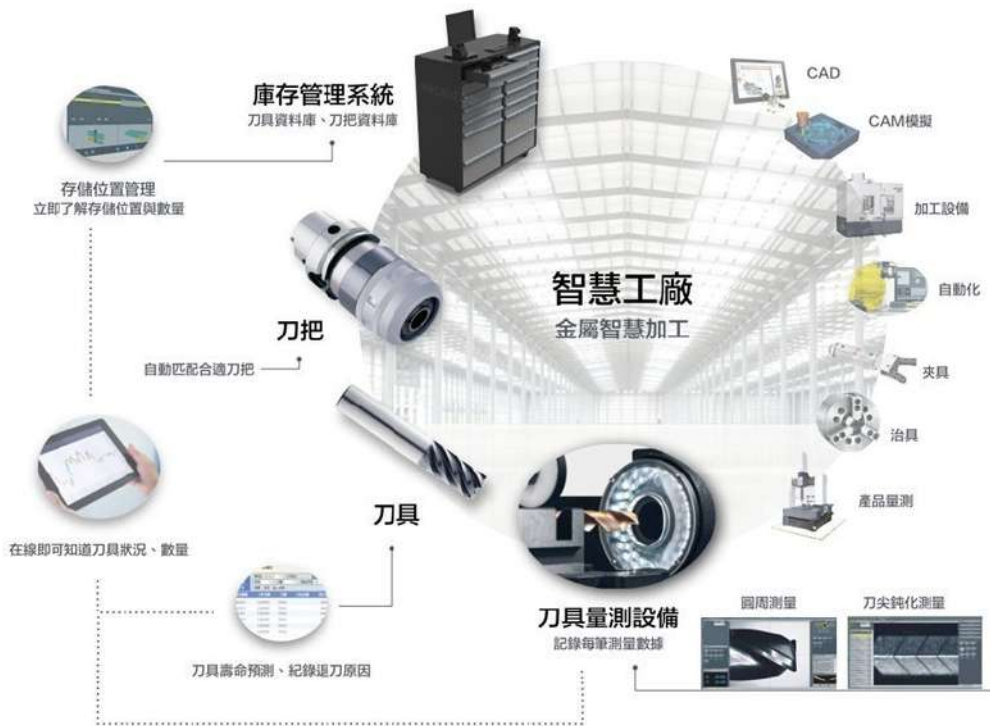 庫存管理系統
刀具資料庫、刀把資料庫
存儲位置管理
立即了解存儲位置與數量
CAD
CAM模擬
加工設備
自動化
夾具
治具
產品量測
智慧工廠
金屬智慧加工
刀把
自動匹配合適刀把
刀具
在線即可知道刀具狀況、數量
刀具壽命預測、紀錄退刀原因
刀具量測設備
記錄每筆測量數據
圓周測量
刀尖鈍化測量